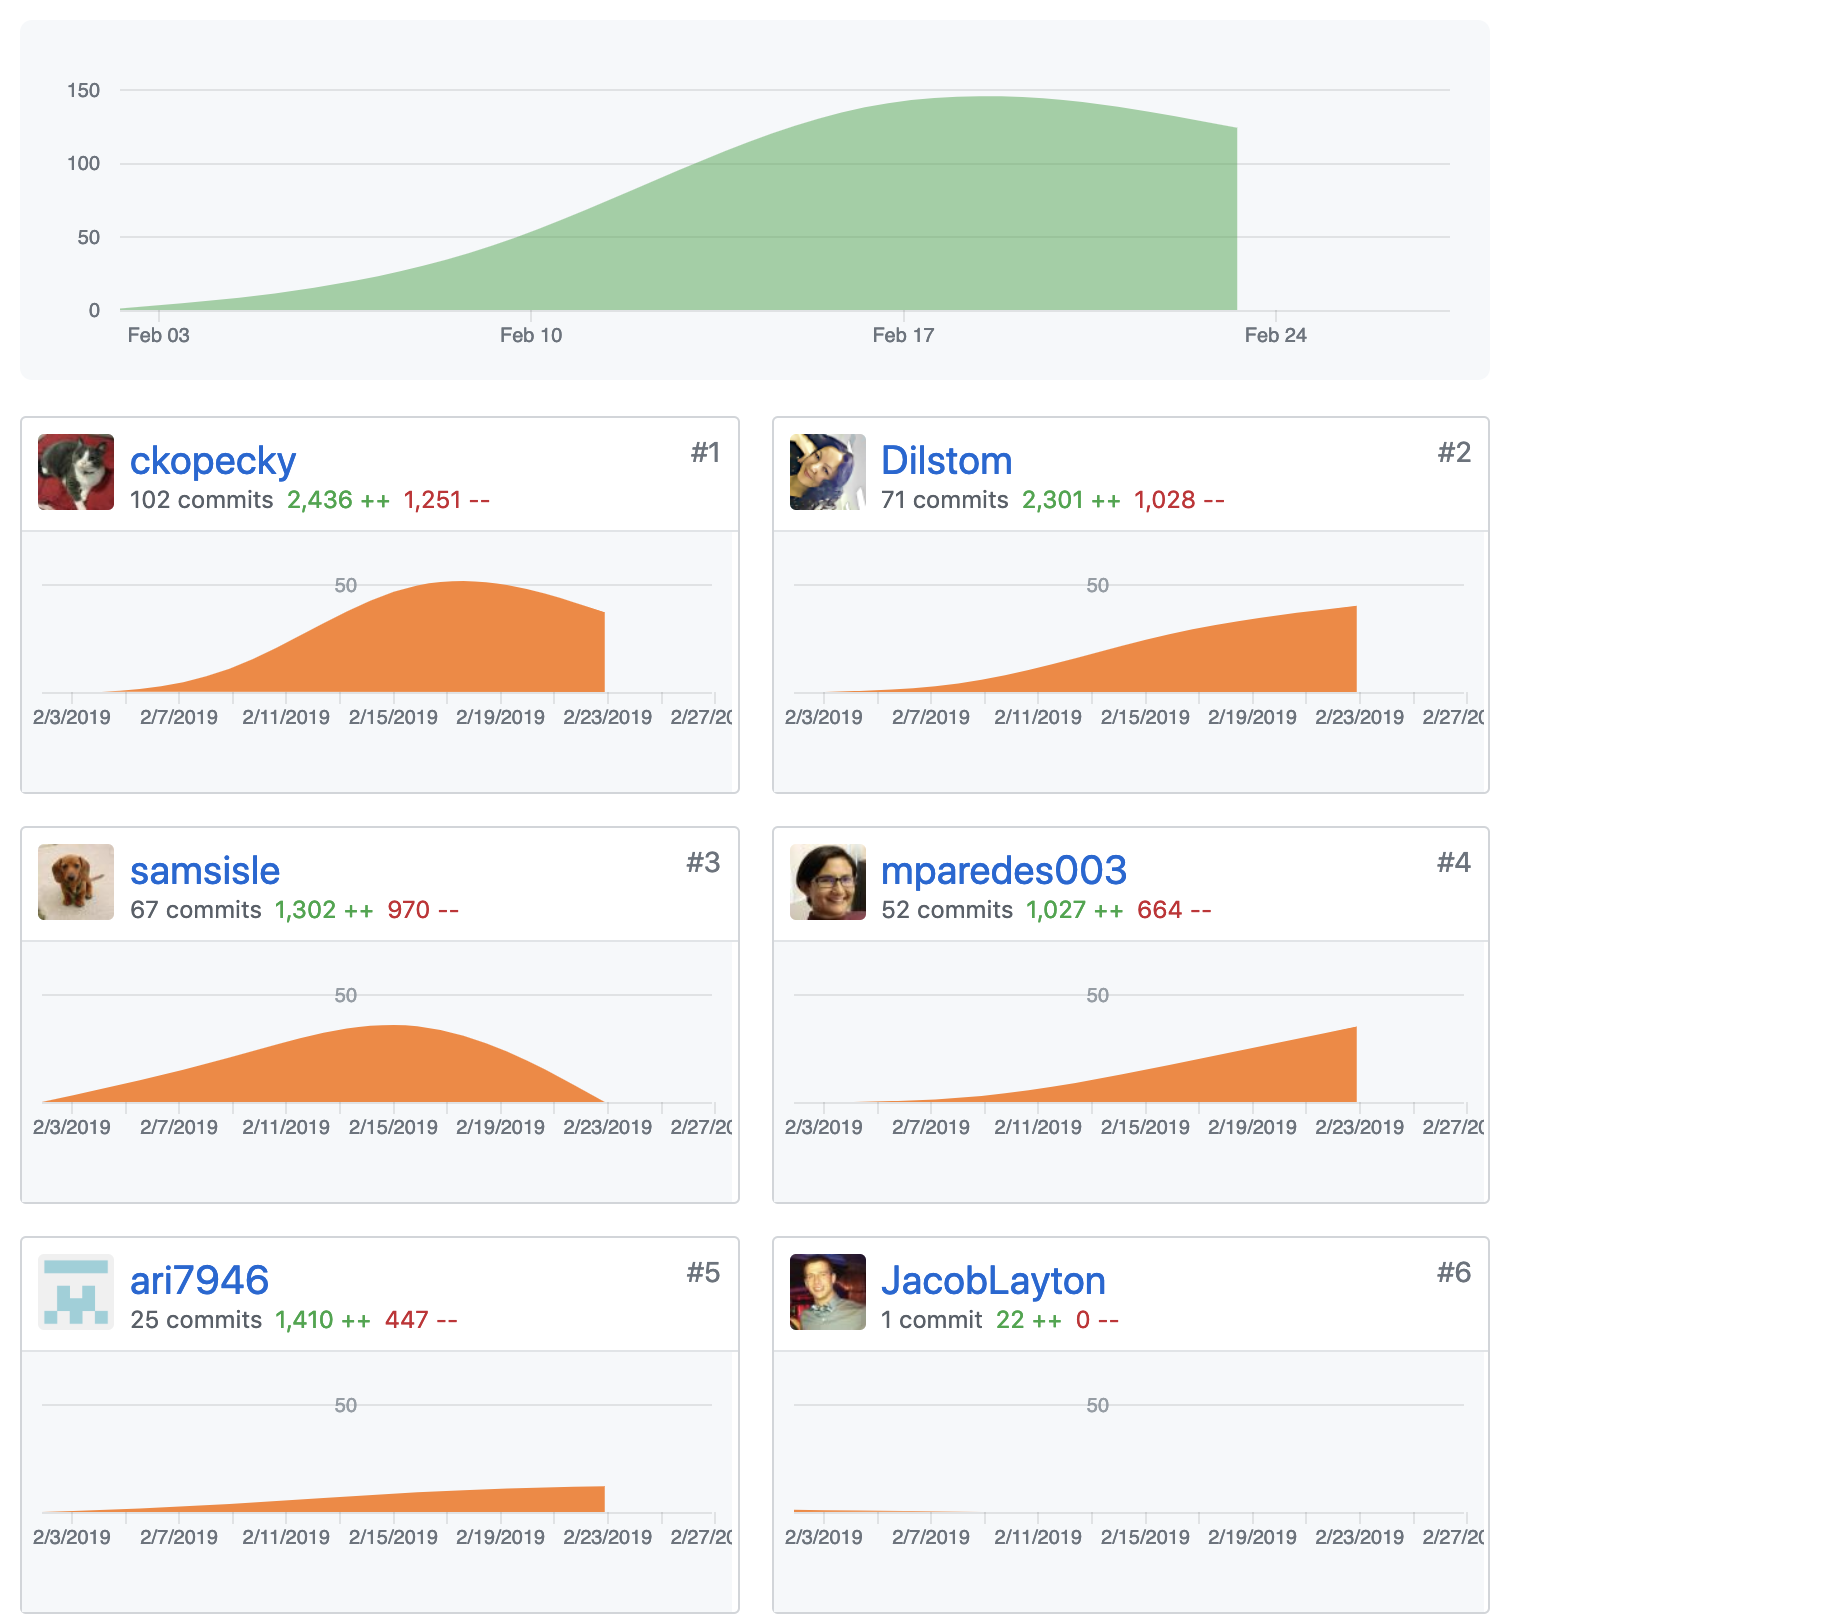 150
100
50
0
Feb 03 Feb 10 Feb 17 Feb 24
ckopecky #1
102 commits 2,436 ++ 1,251 --
50
2/3/2019 2/7/2019 2/11/2019 2/15/2019 2/19/2019 2/23/2019 2/27/20
Dilstom #2
71 commits 2,301 ++ 1,028 --
50
2/3/2019 2/7/2019 2/11/2019 2/15/2019 2/19/2019 2/23/2019 2/27/20
samsisle #3
67 commits 1,302 ++ 970 --
50
2/3/2019 2/7/2019 2/11/2019 2/15/2019 2/19/2019 2/23/2019 2/27/20
mparedes003 #4
52 commits 1,027 ++ 664 --
50
2/3/2019 2/7/2019 2/11/2019 2/15/2019 2/19/2019 2/23/2019 2/27/20
ari7946 #5
25 commits 1,410 ++ 447 --
50
2/3/2019 2/7/2019 2/11/2019 2/15/2019 2/19/2019 2/23/2019 2/27/20
JacobLayton #6
1 commit 22 ++ 0 --
50
2/3/2019 2/7/2019 2/11/2019 2/15/2019 2/19/2019 2/23/2019 2/27/20